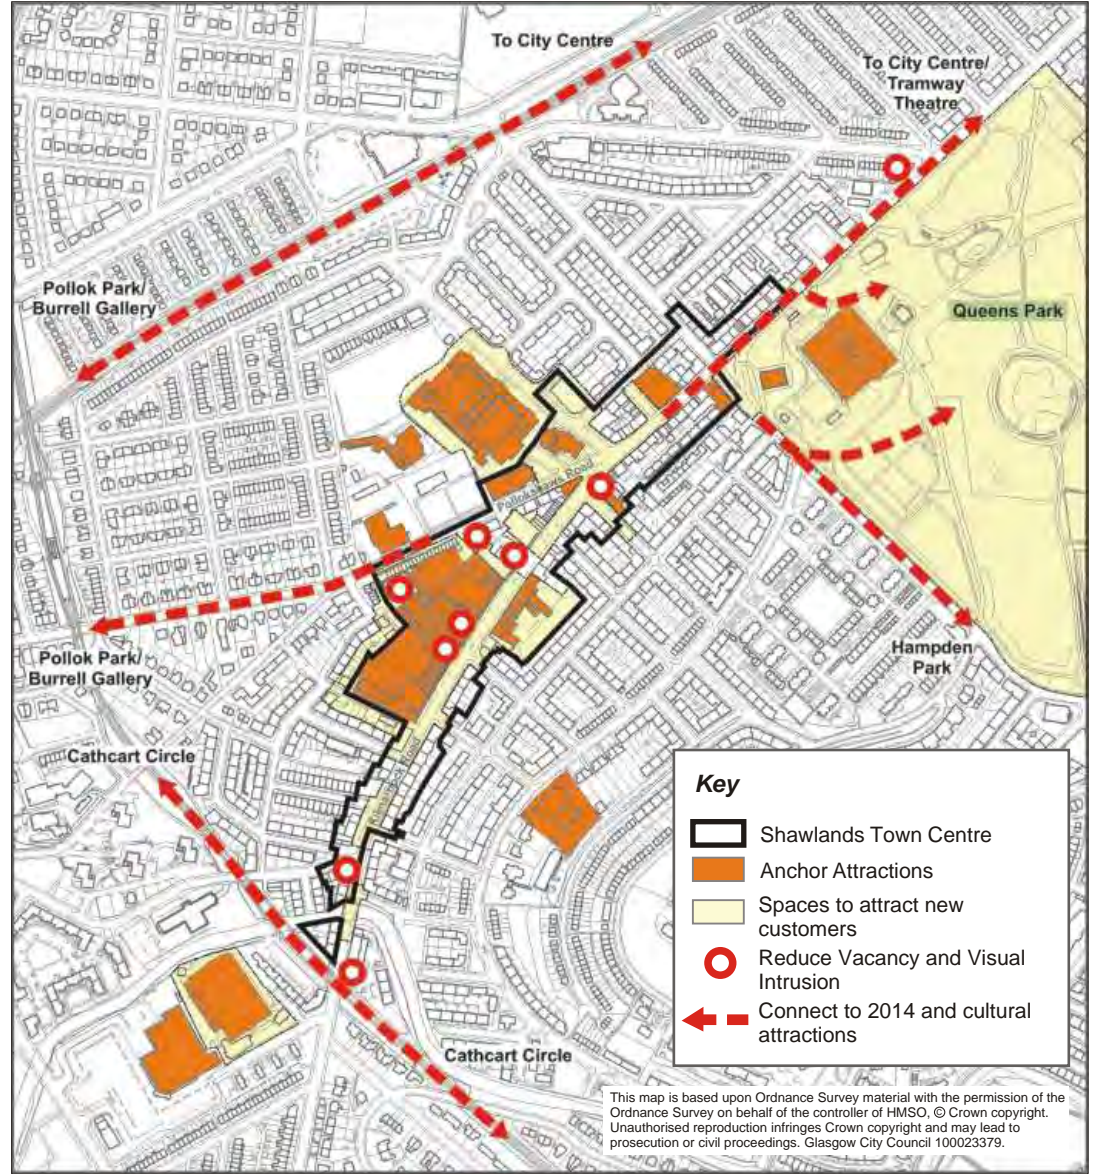 To City Centre
To City Centre/
Tramway
Theatre
Pollok Park/
Burrell Gallery
Queens Park
Pollokshaws Road
Hampden
Park
Pollok Park/
Burrell Gallery
Kilmarnock Road
Cathcart Circle
Cathcart Circle
Key
Shawlands Town Centre
Anchor Attractions
Spaces to attract new
customers
Reduce Vacancy and Visual
Intrusion
Connect to 2014 and cultural
attractions
This map is based upon Ordnance Survey material with the permission of the
Ordnance Survey on behalf of the controller of HMSO, © Crown copyright.
Unauthorised reproduction infringes Crown copyright and may lead to
prosecution or civil proceedings. Glasgow City Council 100023379.